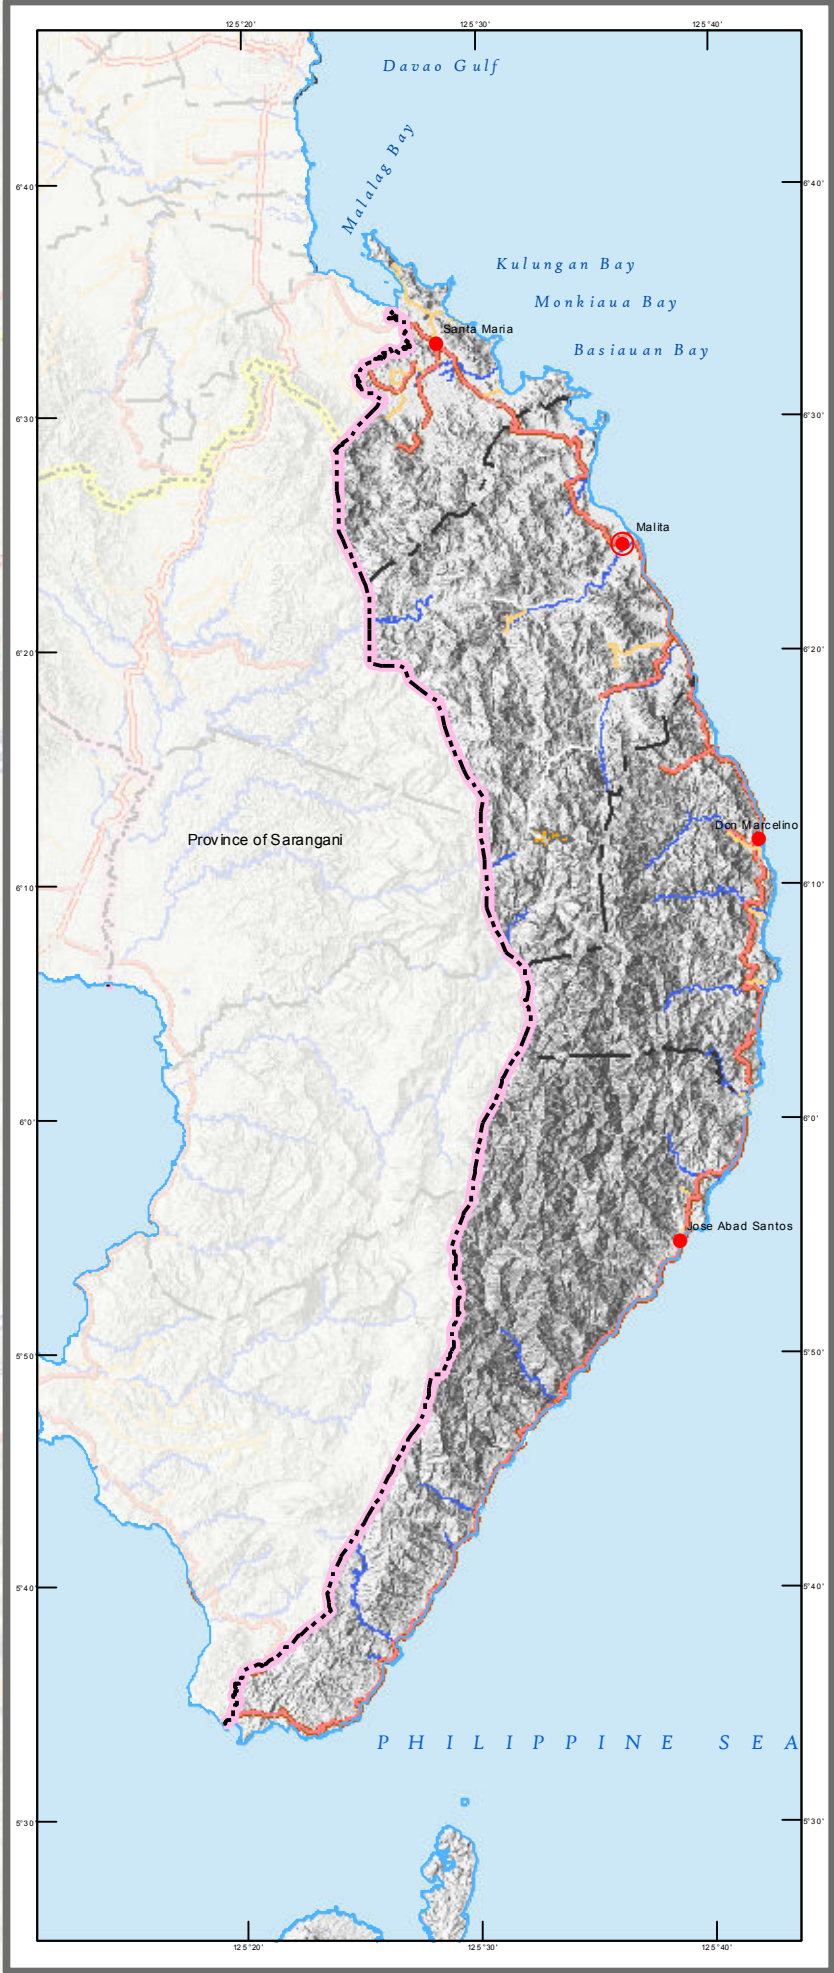 125°20'
125°30'
125°40'
Davao Gulf
Malalag Bay
6°40'
6°40'
Kulungan Bay
Monkiaua Bay
Santa Maria
Basiauan Bay
6°30'
6°30'
Malita
6°20'
6°20'
Don Marcelino
Province of Sarangani
6°10'
6°10'
6°0'
6°0'
Jose Abad Santos
5°50'
5°50'
5°40'
5°40'
PHILIPPINE SEA
5°30'
5°30'
125°20'
125°30'
125°40'